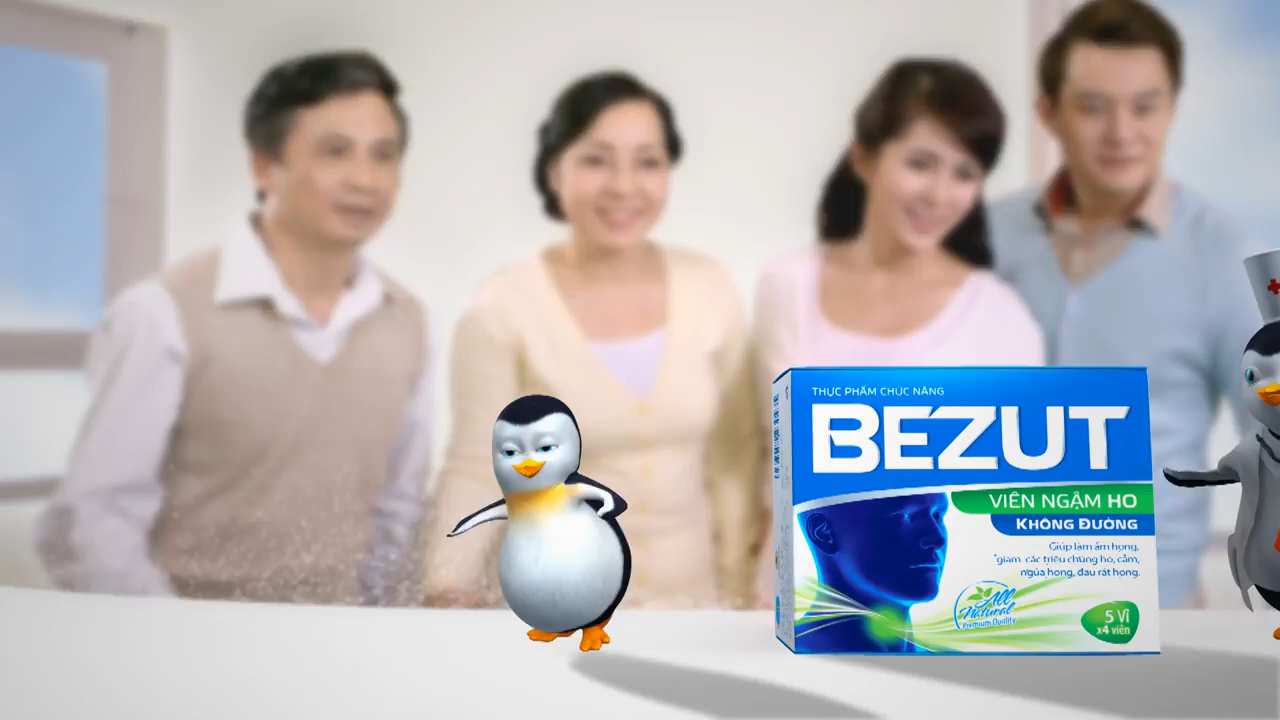 THỰC PHẨM CHỨC NĂNG
BEZUT
VIÊN NGẬM HO
KHÔNG ĐƯỜNG
Giúp làm ấm họng,
giảm các triệu chứng ho, cảm,
ngứa họng, đau rát họng.
All
Natural
Premium Quality
5 Vỉ
x4 viên